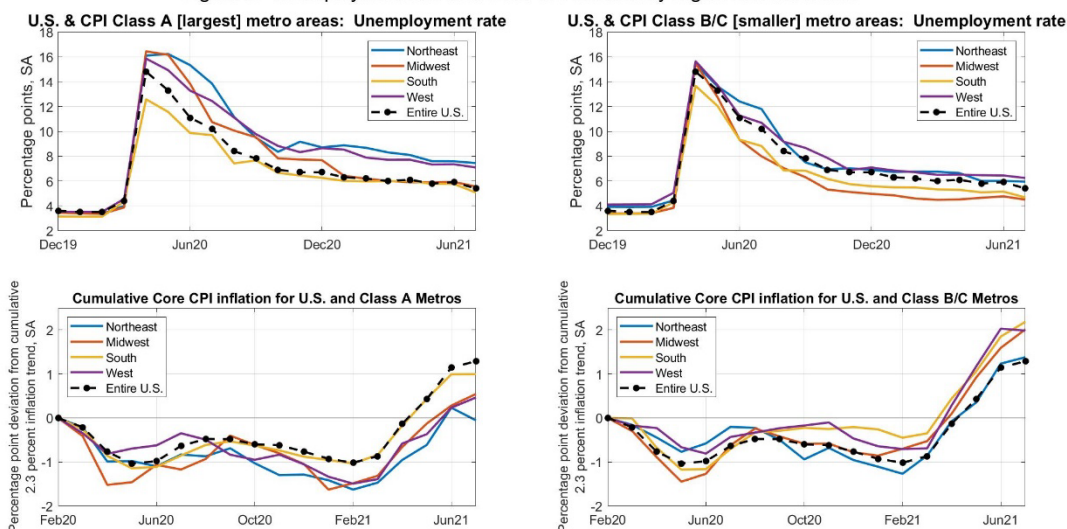 U.S. & CPI Class A [largest] metro areas: Unemployment rate
Percentage points, SA
18
16
14
12
10
8
6
4
2
Northeast
Midwest
South
West
Entire U.S.
Dec19
Jun20
Dec20
Jun21
U.S. & CPI Class B/C [smaller] metro areas: Unemployment rate
Percentage points, SA
18
16
14
12
10
8
6
4
2
Northeast
Midwest
South
West
Entire U.S.
Dec19
Jun20
Dec20
Jun21
Cumulative Core CPI inflation for U.S. and Class A Metros
Percentage point deviation from cumulative
2.3 percent inflation trend, SA
2
1
0
-1
-2
Northeast
Midwest
South
West
Entire U.S.
Feb20
Jun20
Oct20
Feb21
Jun21
Cumulative Core CPI inflation for U.S. and Class B/C Metros
Percentage point deviation from cumulative
2.3 percent inflation trend, SA
2
1
0
-1
-2
Northeast
Midwest
South
West
Entire U.S.
Feb20
Jun20
Oct20
Feb21
Jun21